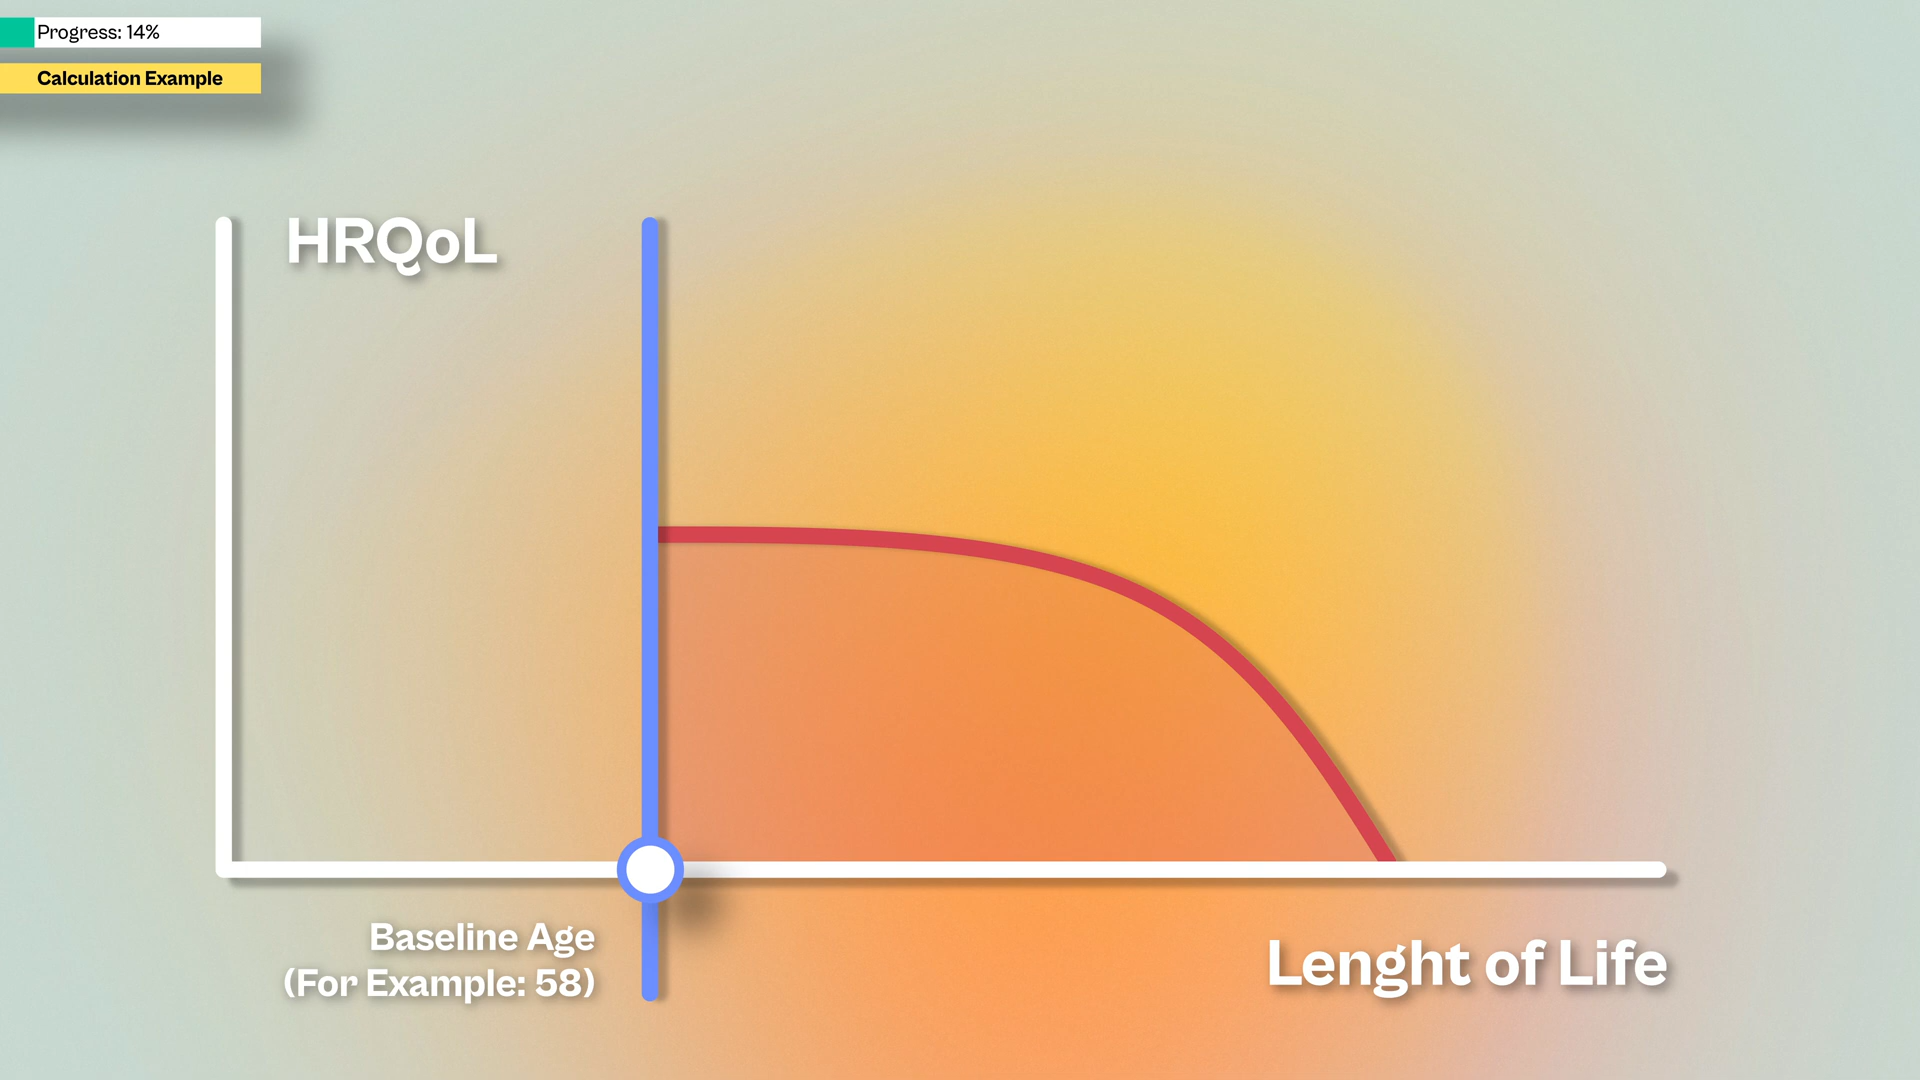 Progress: 14%
Calculation Example
HRQoL
Baseline Age
(For Example: 58)
Lenght of Life